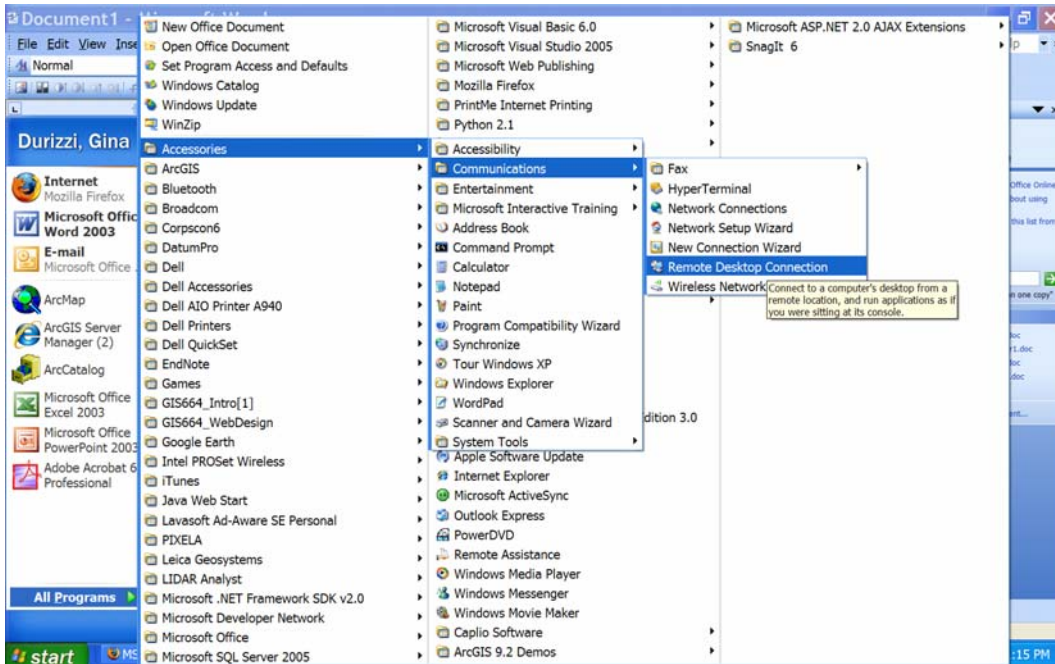 Document1 -
File Edit View Inse
Normal
Durizzi, Gina
Internet
Mozilla Firefox
Microsoft Offic
Word 2003
E-mail
Microsoft Office
ArcMap
ArcGIS Server
Manager (2)
ArcCatalog
Microsoft Office
Excel 2003
Microsoft Office
PowerPoint 2003
Adobe Acrobat 6
Professional
All Programs
start
MS
New Office Document
Open Office Document
Set Program Access and Defaults
Windows Catalog
Windows Update
WinZip
Accessories
ArcGIS
Bluetooth
Broadcom
Corpscon6
DatumPro
Dell
Dell Accessories
Dell AIO Printer A940
Dell Printers
Dell QuickSet
EndNote
Games
GIS664_Intro[1]
GIS664_WebDesign
Google Earth
Intel PROSet Wireless
iTunes
Java Web Start
Lavasoft Ad-Aware SE Personal
PIXELA
Leica Geosystems
LIDAR Analyst
Microsoft .NET Framework SDK v2.0
Microsoft Developer Network
Microsoft Office
Microsoft SQL Server 2005
Microsoft Visual Basic 6.0
Microsoft Visual Studio 2005
Microsoft Web Publishing
Mozilla Firefox
PrintMe Internet Printing
Python 2.1
Accessibility
Communications
Entertainment
Microsoft Interactive Training
Address Book
Command Prompt
Calculator
Notepad
Paint
Program Compatibility Wizard
Synchronize
Tour Windows XP
Windows Explorer
WordPad
Scanner and Camera Wizard
System Tools
dition 3.0
Apple Software Update
Internet Explorer
Microsoft ActiveSync
Outlook Express
PowerDVD
Remote Assistance
Windows Media Player
Windows Messenger
Windows Movie Maker
Caplio Software
ArcGIS 9.2 Demos
Fax
HyperTerminal
Network Connections
Network Setup Wizard
New Connection Wizard
Remote Desktop Connection
Wireless Network
Connect to a computer's desktop from a
remote location, and run applications as if
you were sitting at its console.
Microsoft ASP.NET 2.0 AJAX Extensions
SnagIt 6
lp
Office Online
bout using
this list from
n one copy"
doc
r1.doc
doc
doc
ent...
:15 PM